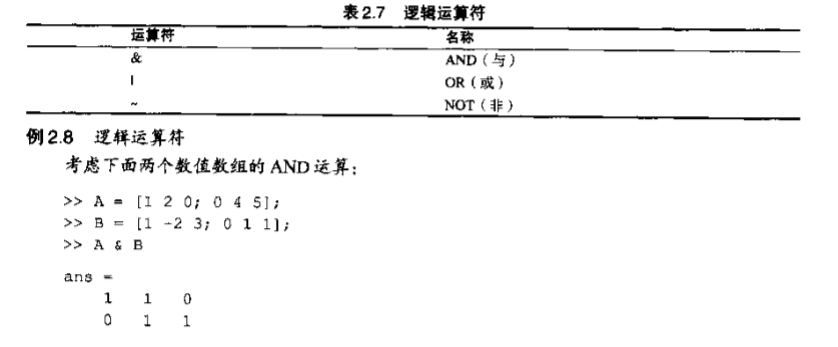 表2.7 逻辑运算符
运算符 名称
& AND（与）
| OR（或）
~ NOT（非）
例2.8 逻辑运算符
考虑下面两个数值数组的 AND 运算：
>> A = [1 2 0; 0 4 5];
>> B = [1 -2 3; 0 1 1];
>> A & B
ans =
1 1 0
0 1 1